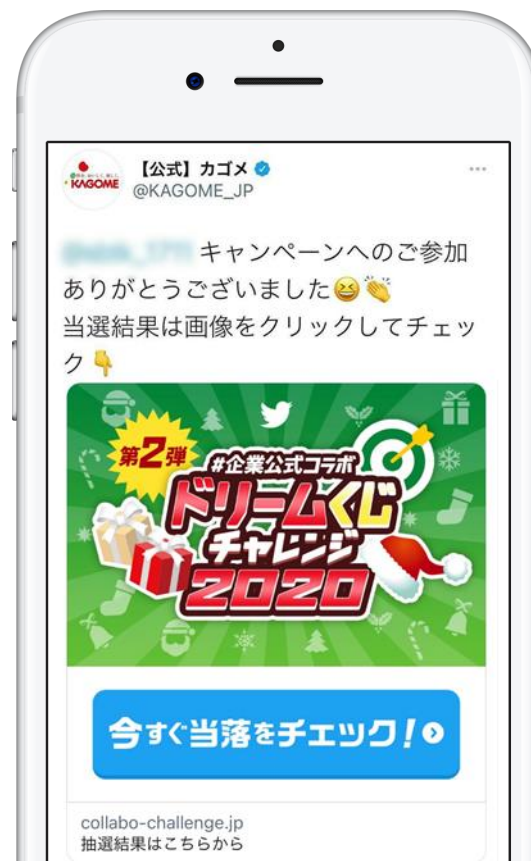 【公式】カゴメ
KAGOME
@KAGOME_JP
キャンペーンへのご参加
ありがとうございました😆👏
当選結果は画像をクリックしてチェッ
ク👇
第2弾
#企業公式コラボ
ドリームくじ
チャレンジ
2020
今すぐ当落をチェック!
collabo-challenge.jp
抽選結果はこちらから